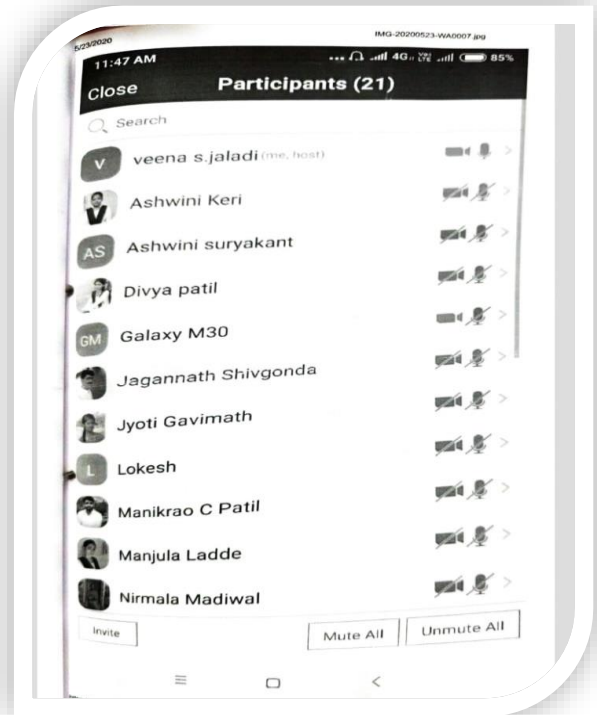 5/23/2020
IMG-20200523-WA0007.jpg
11:47 AM ... 4G VoLTE 85%
Close Participants (21)
Search
V veena s.jaladi (me, host)
Ashwini Keri
AS Ashwini suryakant
Divya patil
GM Galaxy M30
Jagannath Shivgonda
Jyoti Gavimath
L Lokesh
Manikrao C Patil
Manjula Ladde
Nirmala Madiwal
Invite Mute All Unmute All